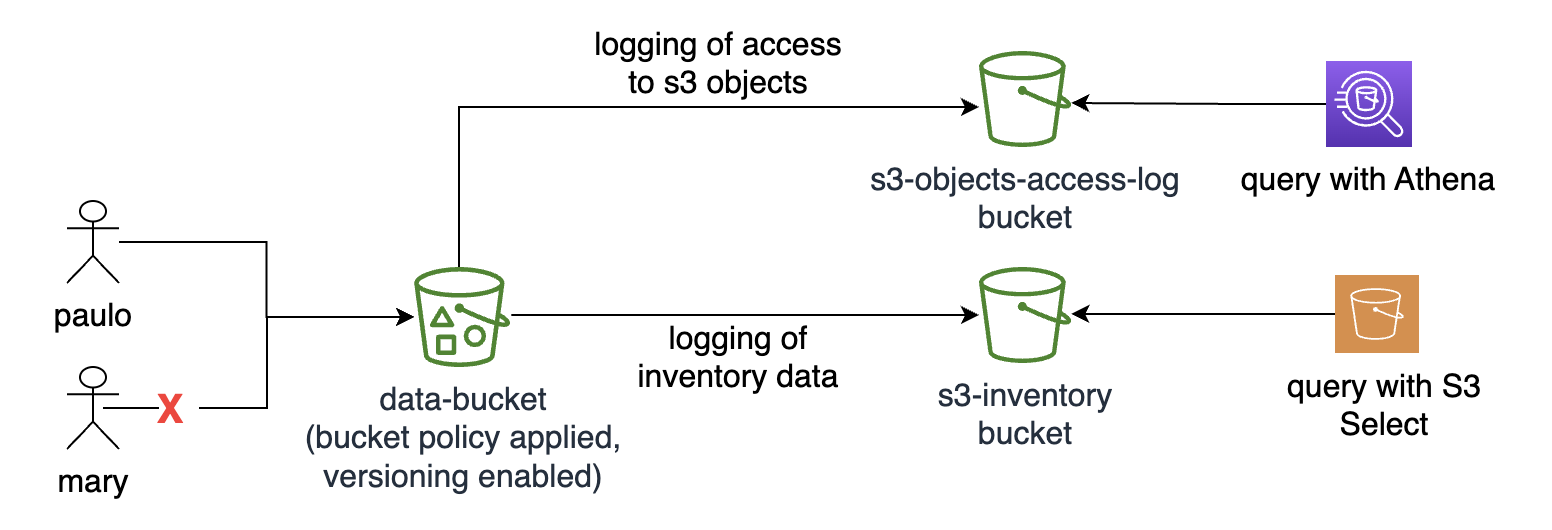 logging of access
to s3 objects
s3-objects-access-log
bucket
query with Athena
paulo
X
mary
data-bucket
(bucket policy applied,
versioning enabled)
logging of
inventory data
s3-inventory
bucket
query with S3
Select